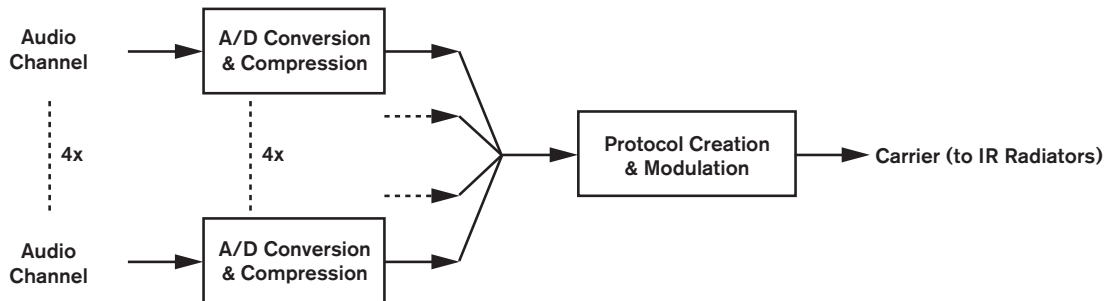 Audio
Channel
A/D Conversion
& Compression
4x
4x
Protocol Creation
& Modulation
Carrier (to IR Radiators)
Audio
Channel
A/D Conversion
& Compression